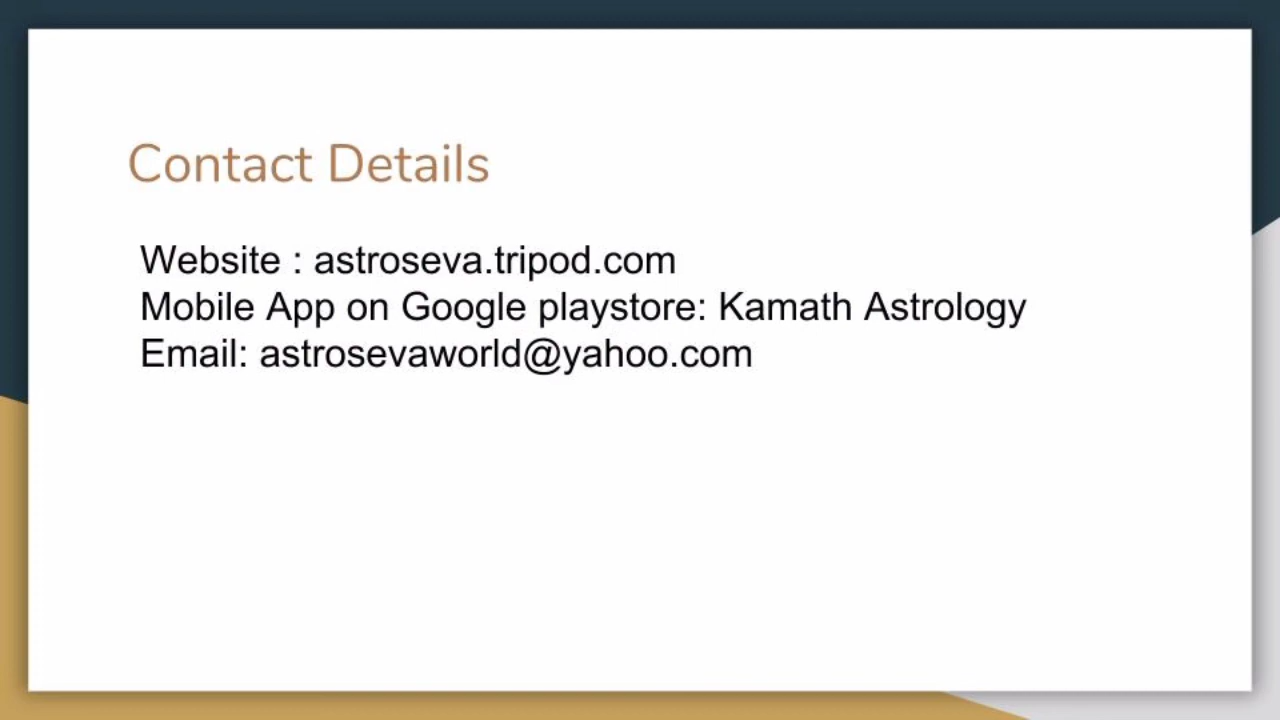 Contact Details
Website : astroseva.tripod.com
Mobile App on Google playstore: Kamath Astrology
Email: astrosevaworld@yahoo.com